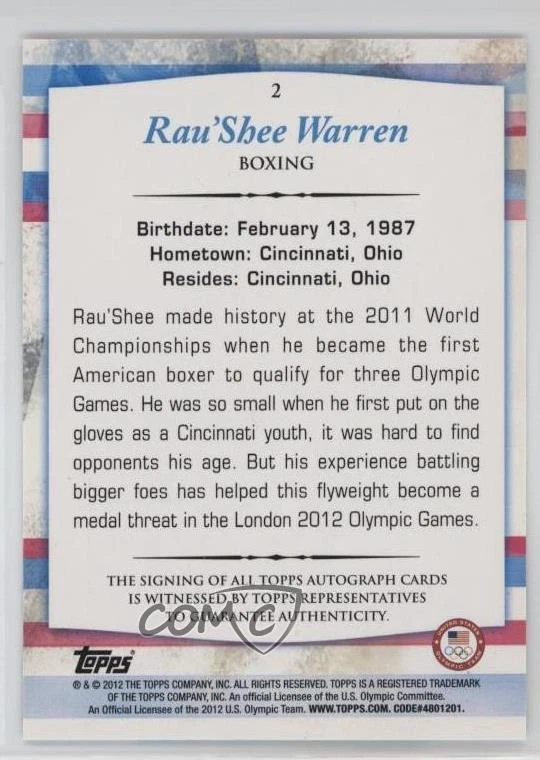 2
Rau'Shee Warren
BOXING
Birthdate: February 13, 1987
Hometown: Cincinnati, Ohio
Resides: Cincinnati, Ohio
Rau'Shee made history at the 2011 World
Championships when he became the first
American boxer to qualify for three Olympic
Games. He was so small when he first put on the
gloves as a Cincinnati youth, it was hard to find
opponents his age. But his experience battling
bigger foes has helped this flyweight become a
medal threat in the London 2012 Olympic Games.
THE SIGNING OF ALL TOPPS AUTOGRAPH CARDS
IS WITNESSED BY TOPPS REPRESENTATIVES
TO GUARANTEE AUTHENTICITY.
COMC
UNITED STATES
OLYMPIC TEAM
Topps
® & © 2012 THE TOPPS COMPANY, INC. ALL RIGHTS RESERVED. TOPPS IS A REGISTERED TRADEMARK
OF THE TOPPS COMPANY, INC. An official Licensee of the U.S. Olympic Committee.
An Official Licensee of the 2012 U.S. Olympic Team. WWW.TOPPS.COM. CODE#4801201.